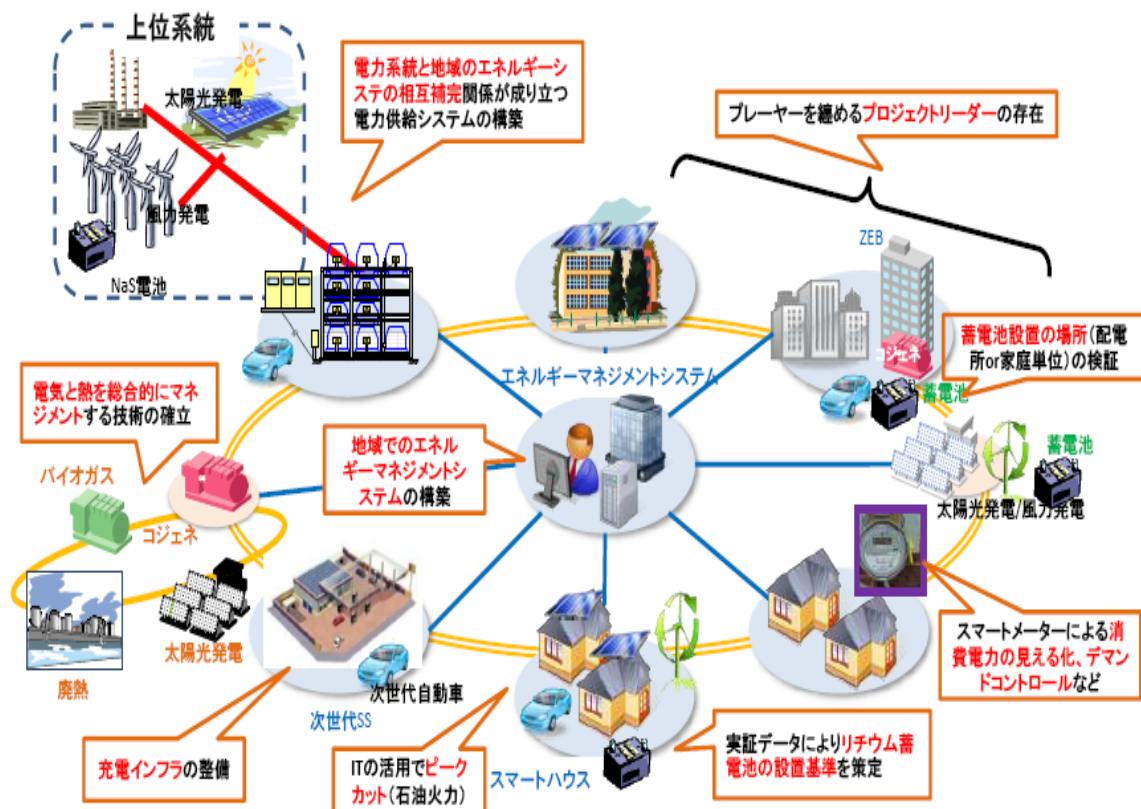 上位系統
太陽光発電
風力発電
NaS電池
電力系統と地域のエネルギーシ
ステの相互補完関係が成り立つ
電力供給システムの構築
プレーヤーを纏めるプロジェクトリーダーの存在
ZEB
コジェネ
蓄電池
蓄電池設置の場所(配電
所or家庭単位)の検証
エネルギーマネジメントシステム
電気と熱を総合的にマネ
ジメントする技術の確立
地域でのエネル
ギーマネジメントシ
ステムの構築
蓄電池
太陽光発電/風力発電
バイオガス
コジェネ
太陽光発電
廃熱
次世代自動車
次世代SS
スマートメーターによる消
費電力の見える化、デマン
ドコントロールなど
充電インフラの整備
ITの活用でピーク
カット(石油火力)
スマートハウス
実証データによりリチウム蓄
電池の設置基準を策定